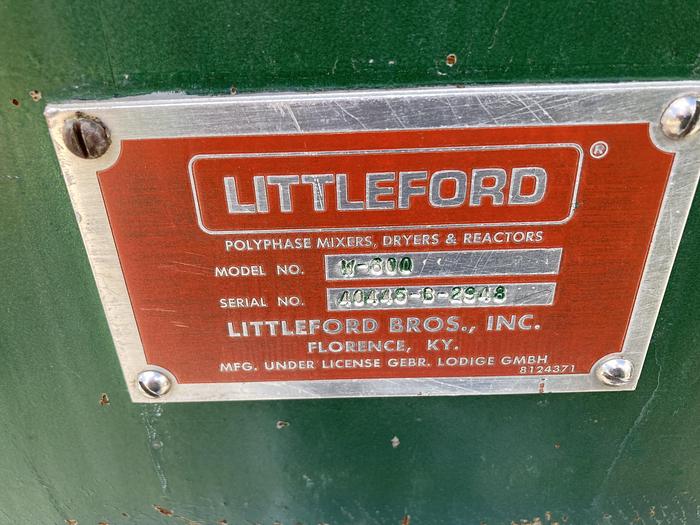 LITTLEFORD ®
POLYPHASE MIXERS, DRYERS & REACTORS
MODEL NO. W-600
SERIAL NO. 40445-B-2948
LITTLEFORD BROS., INC.
FLORENCE, KY.
MFG. UNDER LICENSE GEBR. LODIGE GMBH
8124371